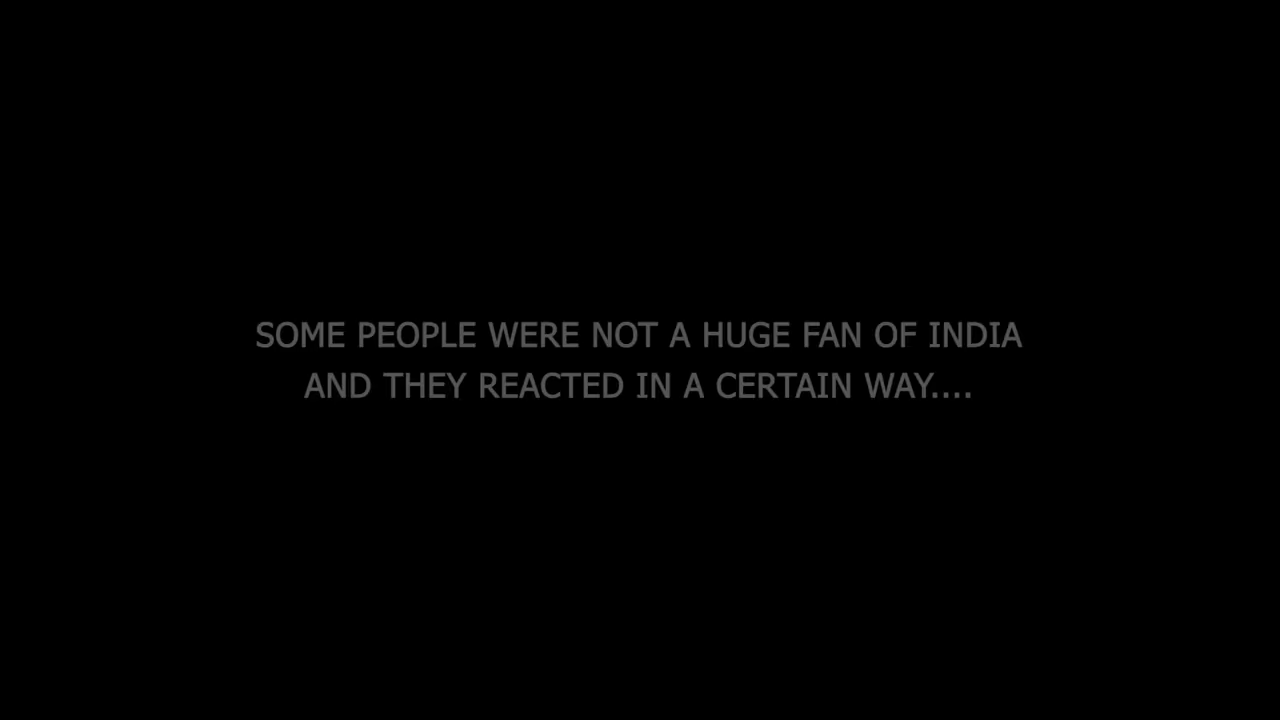 SOME PEOPLE WERE NOT A HUGE FAN OF INDIA
AND THEY REACTED IN A CERTAIN WAY....